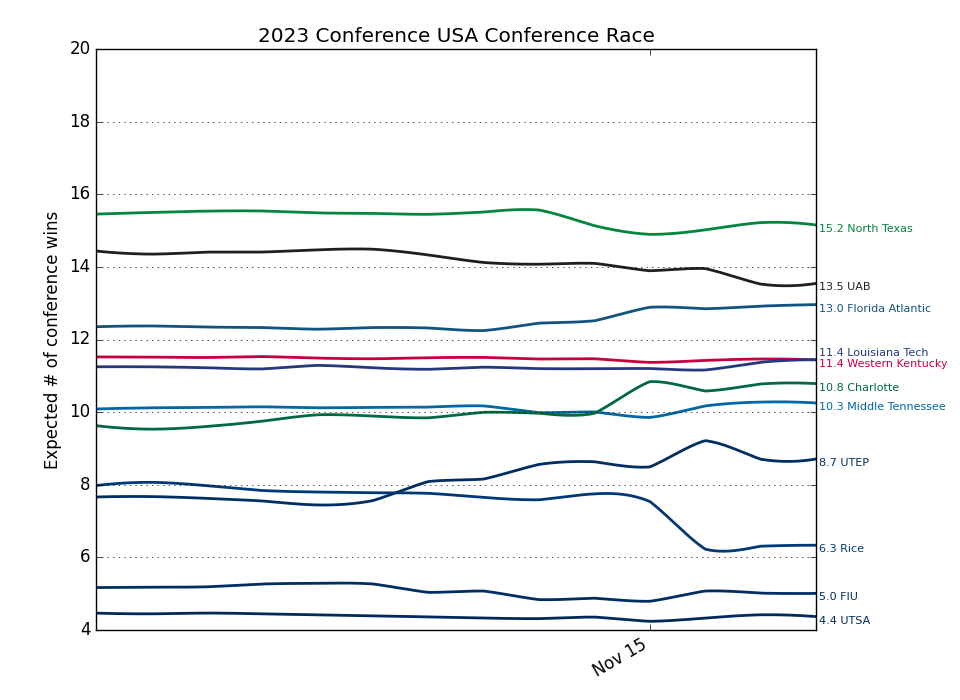 2023 Conference USA Conference Race
Expected # of conference wins
20
18
16
14
12
10
8
6
4
15.2 North Texas
13.5 UAB
13.0 Florida Atlantic
11.4 Louisiana Tech
11.4 Western Kentucky
10.8 Charlotte
10.3 Middle Tennessee
8.7 UTEP
6.3 Rice
5.0 FIU
4.4 UTSA
Nov 15